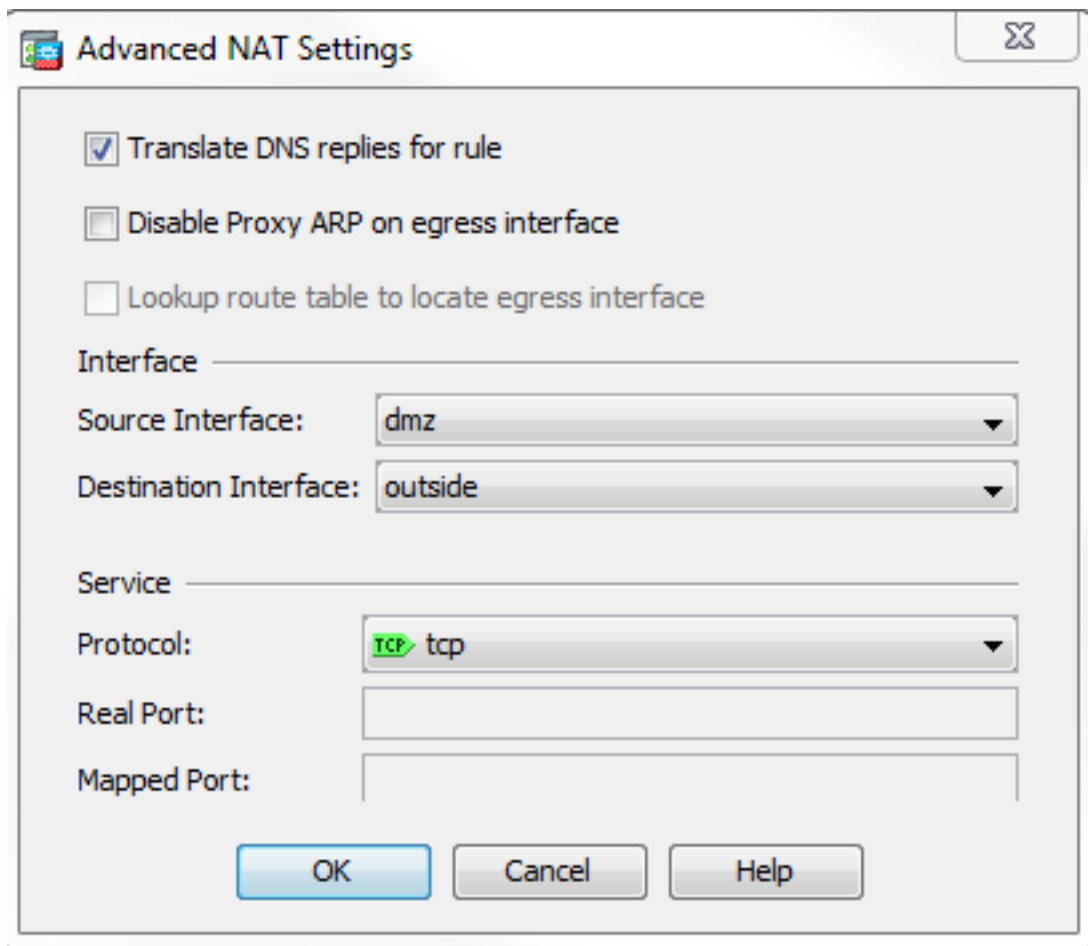 Advanced NAT Settings
Translate DNS replies for rule
Disable Proxy ARP on egress interface
Lookup route table to locate egress interface
Interface
Source Interface: dmz
Destination Interface: outside
Service
Protocol: TCP tcp
Real Port:
Mapped Port:
OK Cancel Help